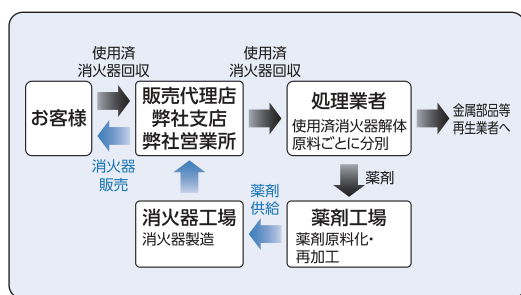 使用済
消火器回収
使用済
消火器回収
お客様
販売代理店
弊社支店
弊社営業所
処理業者
使用済消火器解体
原料ごとに分別
金属部品等
再生業者へ
消火器
販売
薬剤
消火器工場
消火器製造
薬剤
供給
薬剤工場
薬剤原料化・
再加工